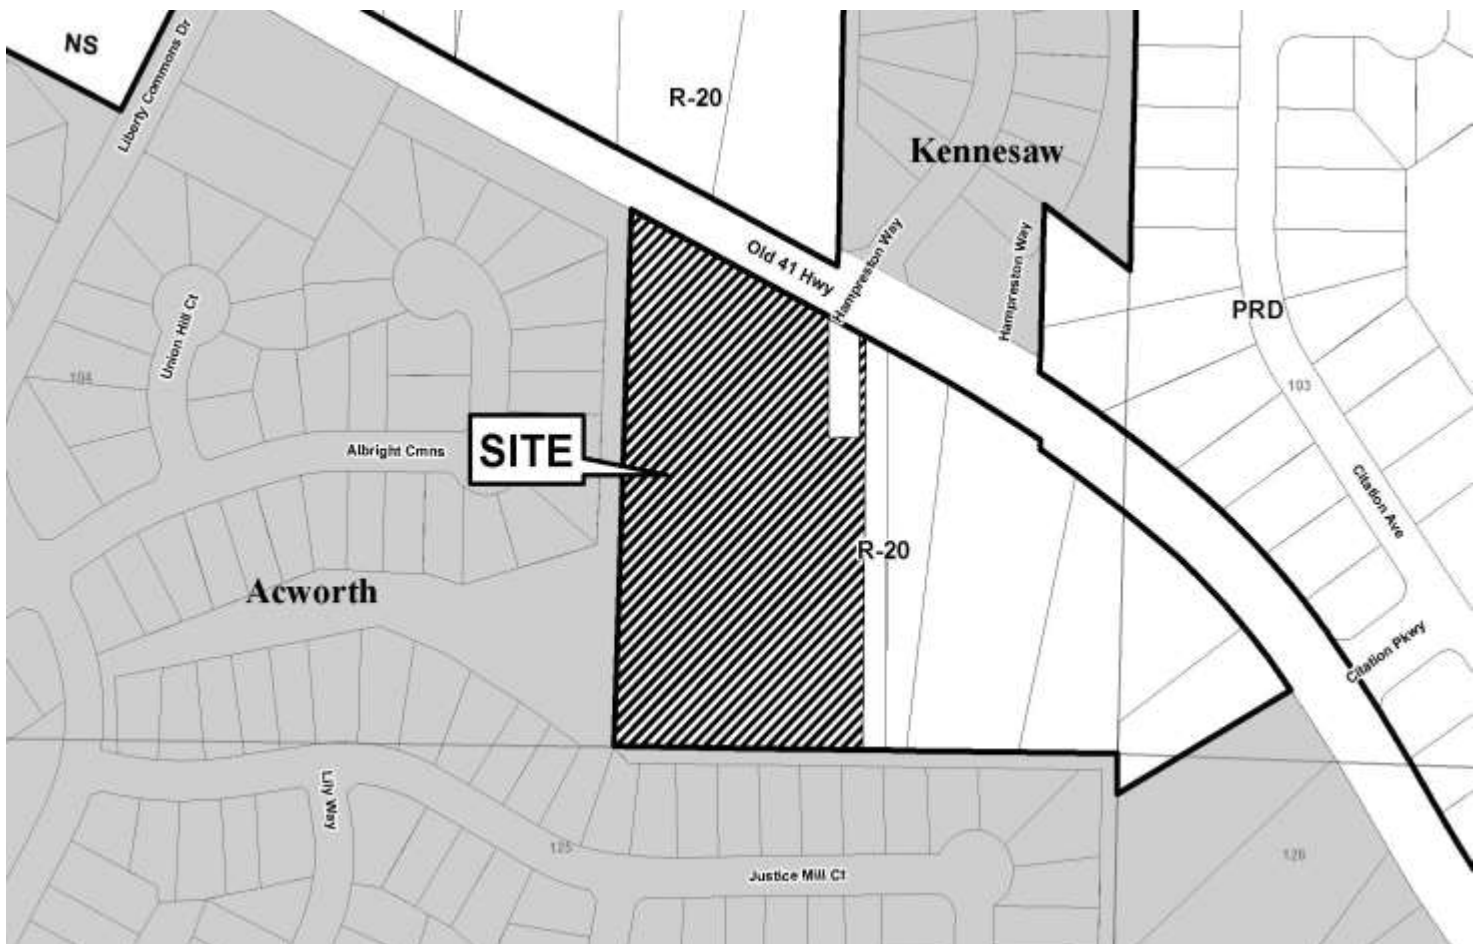 NS
Liberty Commons Dr
R-20
Kennesaw
Old 41 Hwy
Hampreston Way
Hampreston Way
PRD
Union Hill Ct
103
Albright Cmns
SITE
Citation Ave
R-20
Acworth
Citation Pkwy
Lily Way
125
126
Justice Mill Ct